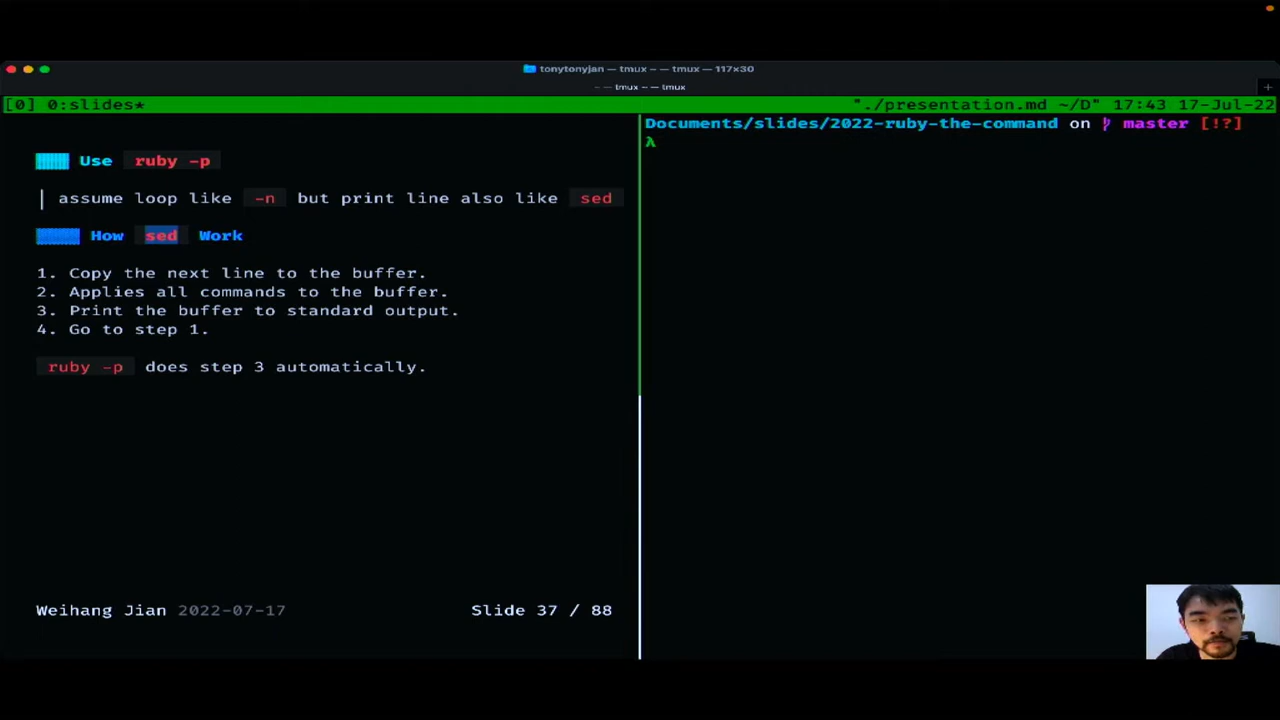 tonytonyjan — tmux - — tmux — 117×30
~ — tmux - — tmux
[0] 0:slides* "./presentation.md ~/D" 17:43 17-Jul-22
Use ruby -p
assume loop like -n but print line also like sed
How sed Work
1. Copy the next line to the buffer.
2. Applies all commands to the buffer.
3. Print the buffer to standard output.
4. Go to step 1.
ruby -p does step 3 automatically.
Weihang Jian 2022-07-17 Slide 37 / 88
Documents/slides/2022-ruby-the-command on master [!?]
λ